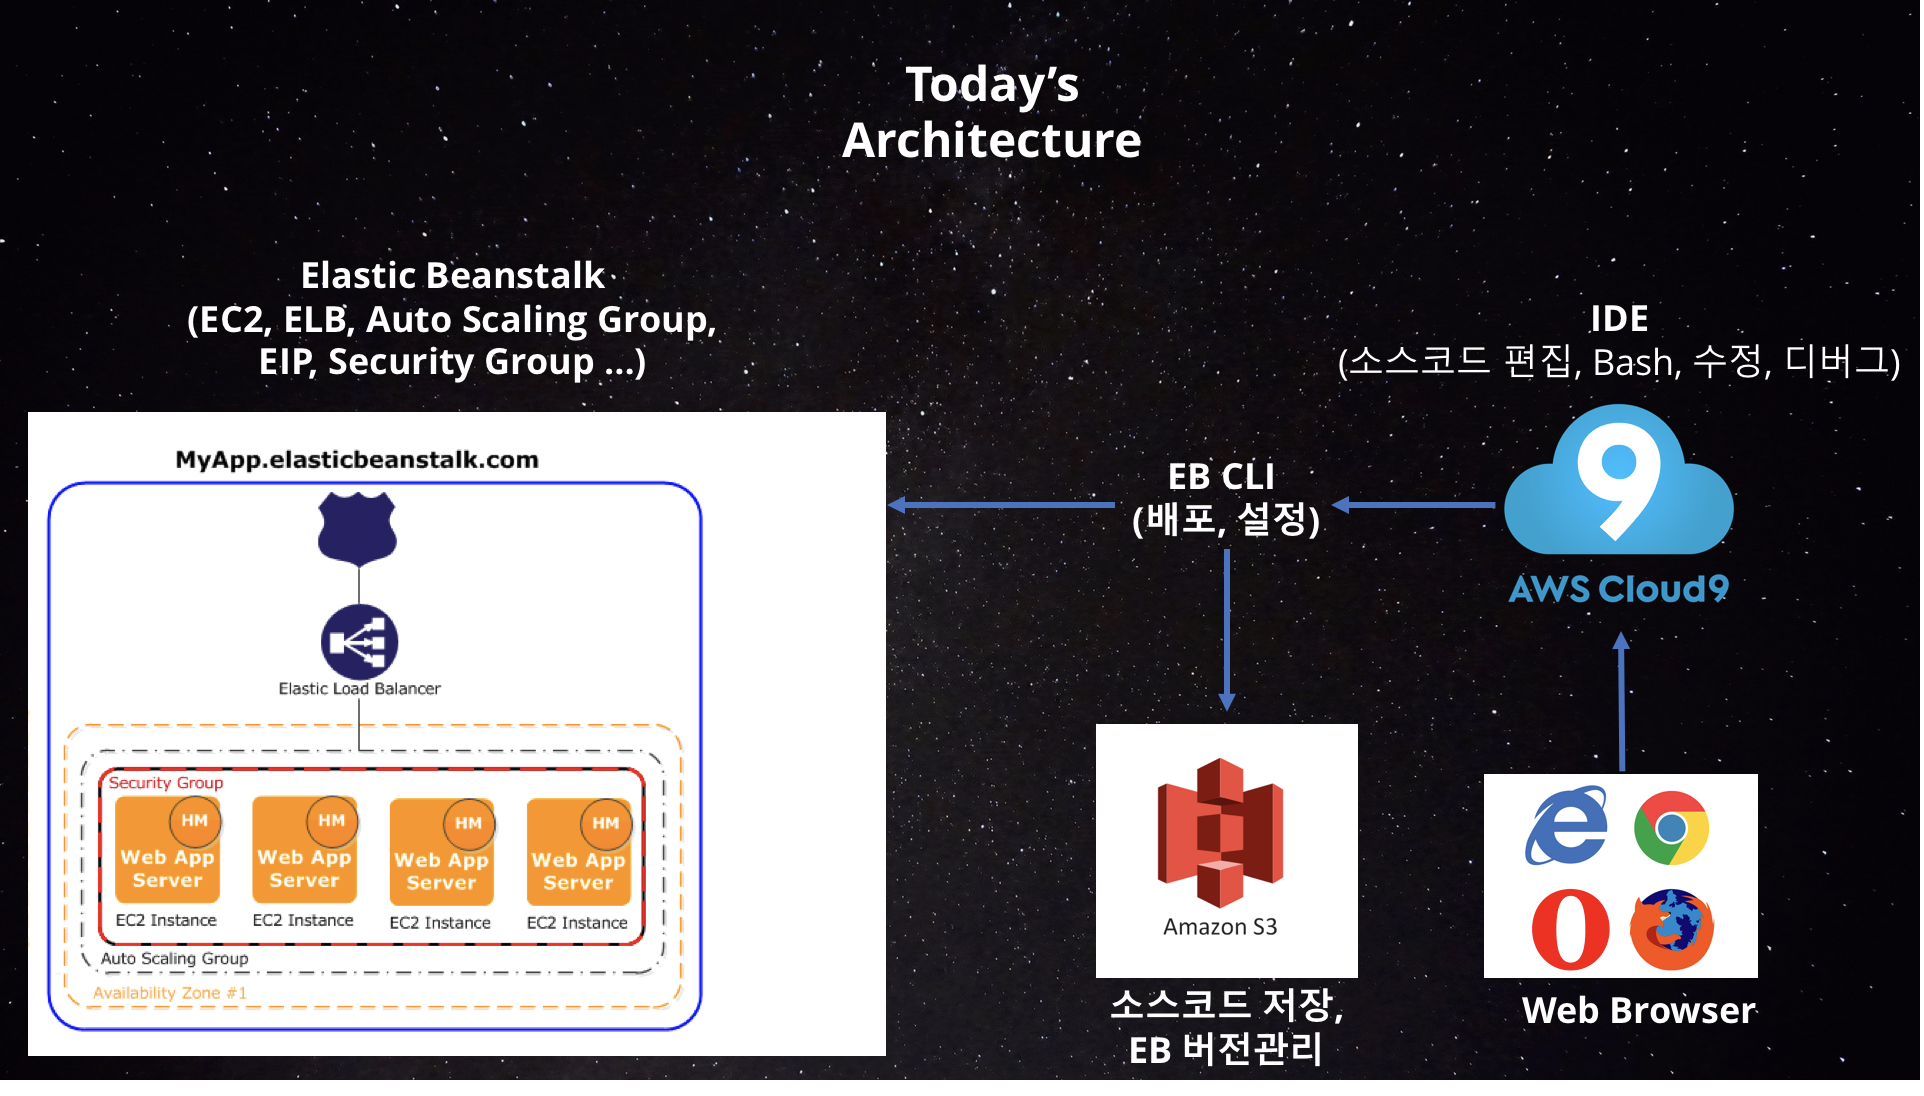 Today’s
Architecture
Elastic Beanstalk
(EC2, ELB, Auto Scaling Group,
EIP, Security Group ...)
IDE
(소스코드 편집, Bash, 수정, 디버그)
MyApp.elasticbeanstalk.com
Elastic Load Balancer
Security Group
HM
Web App
Server
EC2 Instance
HM
Web App
Server
EC2 Instance
HM
Web App
Server
EC2 Instance
HM
Web App
Server
EC2 Instance
Auto Scaling Group
Availability Zone #1
EB CLI
(배포, 설정)
9
AWS Cloud9
Amazon S3
소스코드 저장,
EB 버전관리
Web Browser